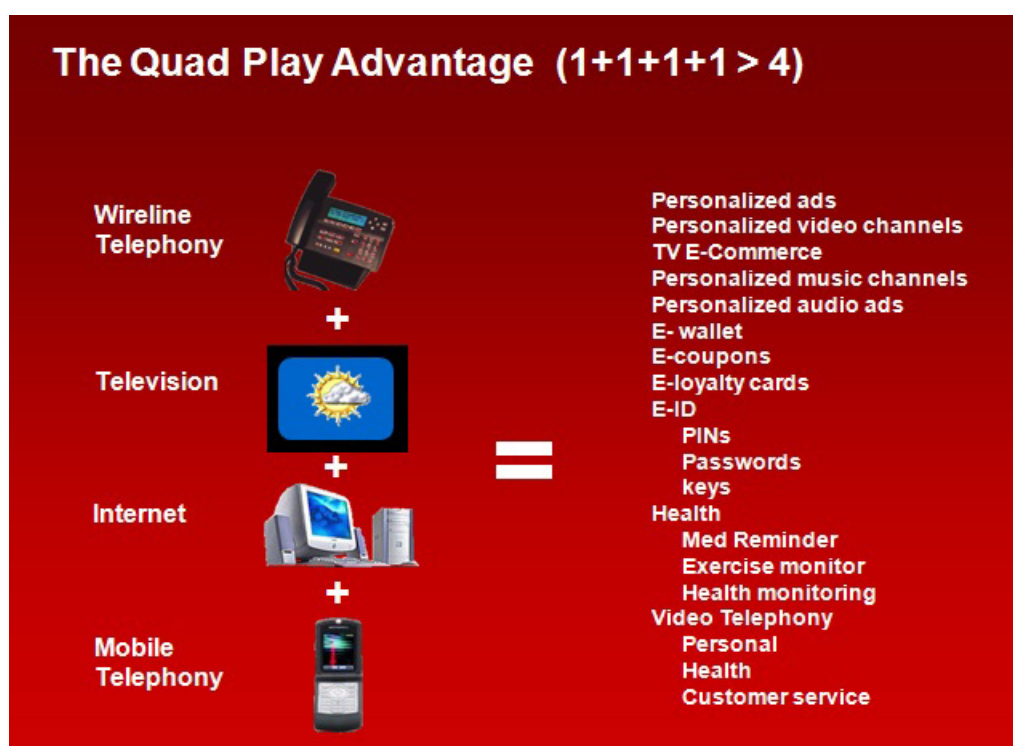 The Quad Play Advantage (1+1+1+1 > 4)
Wireline
Telephony
+
Television
+
Internet
+
Mobile
Telephony
=
Personalized ads
Personalized video channels
TV E-Commerce
Personalized music channels
Personalized audio ads
E- wallet
E-coupons
E-loyalty cards
E-ID
PINs
Passwords
keys
Health
Med Reminder
Exercise monitor
Health monitoring
Video Telephony
Personal
Health
Customer service